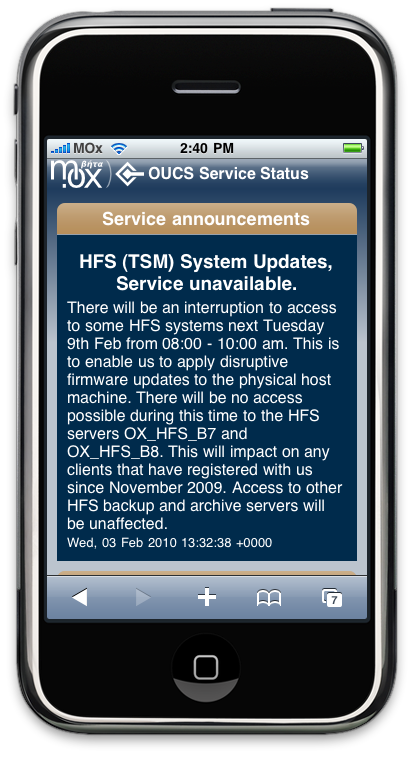 MOx 2:40 PM
βήτα
mox OUCS Service Status
Service announcements
HFS (TSM) System Updates,
Service unavailable.
There will be an interruption to access
to some HFS systems next Tuesday
9th Feb from 08:00 - 10:00 am. This is
to enable us to apply disruptive
firmware updates to the physical host
machine. There will be no access
possible during this time to the HFS
servers OX_HFS_B7 and
OX_HFS_B8. This will impact on any
clients that have registered with us
since November 2009. Access to other
HFS backup and archive servers will
be unaffected.
Wed, 03 Feb 2010 13:32:38 +0000
7